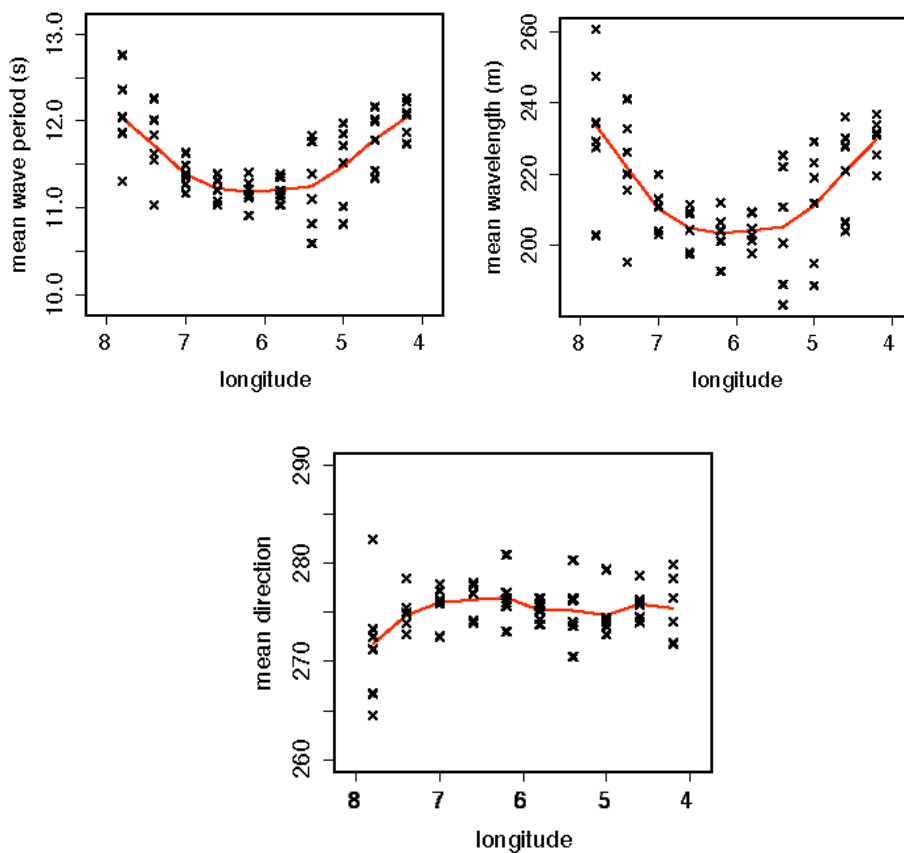 mean wave period (s)
13.0
12.0
11.0
10.0
8 7 6 5 4
longitude
mean wavelength (m)
260
240
220
200
8 7 6 5 4
longitude
mean direction
290
280
270
260
8 7 6 5 4
longitude